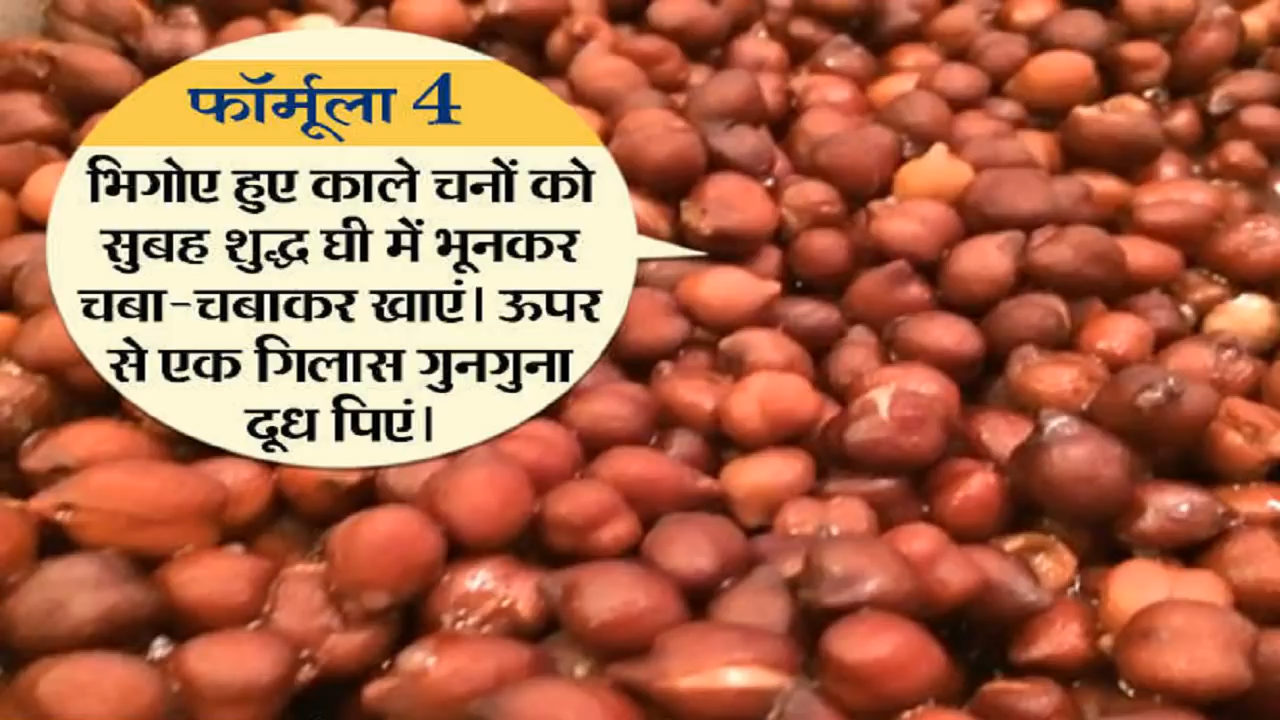 फॉर्मूला 4
भिगोए हुए काले चनों को
सुबह शुद्ध घी में भूनकर
चबा-चबाकर खाएं। ऊपर
से एक गिलास गुनगुना
दूध पिएं।